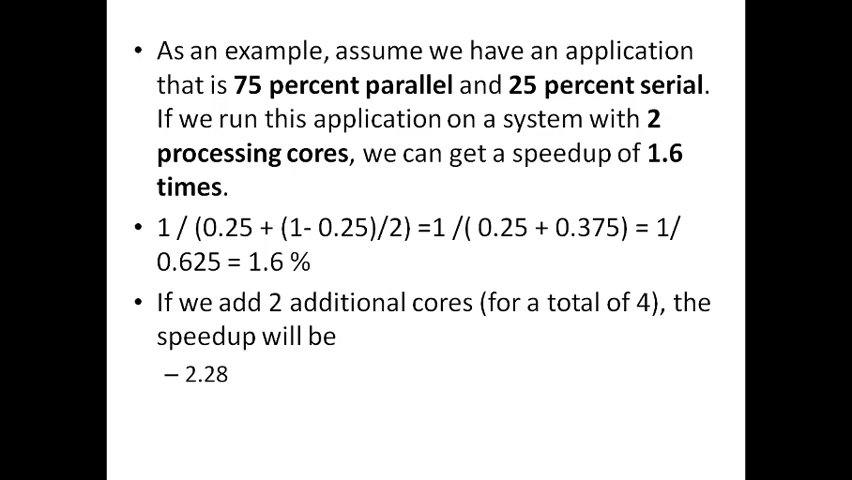 • As an example, assume we have an application
that is 75 percent parallel and 25 percent serial.
If we run this application on a system with 2
processing cores, we can get a speedup of 1.6
times.
• 1 / (0.25 + (1- 0.25)/2) =1 /( 0.25 + 0.375) = 1/
0.625 = 1.6 %
• If we add 2 additional cores (for a total of 4), the
speedup will be
– 2.28